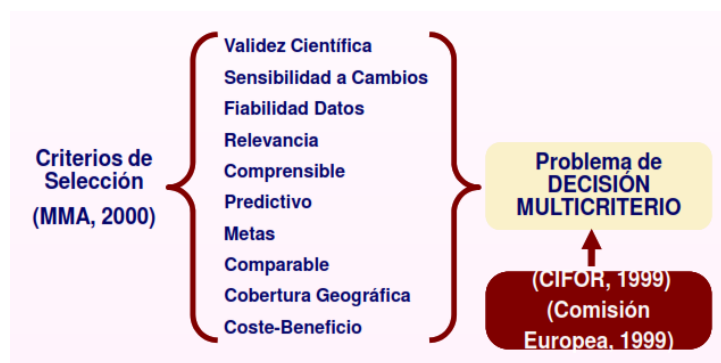 Criterios de
Selección
(MMA, 2000)
Validez Científica
Sensibilidad a Cambios
Fiabilidad Datos
Relevancia
Comprensible
Predictivo
Metas
Comparable
Cobertura Geográfica
Coste-Beneficio
Problema de
DECISIÓN
MULTICRITERIO
(CIFOR, 1999)
(Comisión
Europea, 1999)